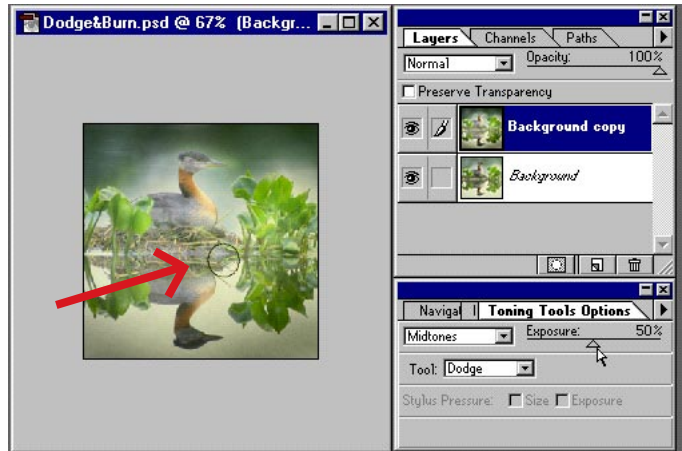 Dodge&Burn.psd @ 67% (Backgr...
Layers Channels Paths
Normal Opacity: 100%
Preserve Transparency
Background copy
Background
Navigat Toning Tools Options
Midtones Exposure: 50%
Tool: Dodge
Stylus Pressure: Size Exposure